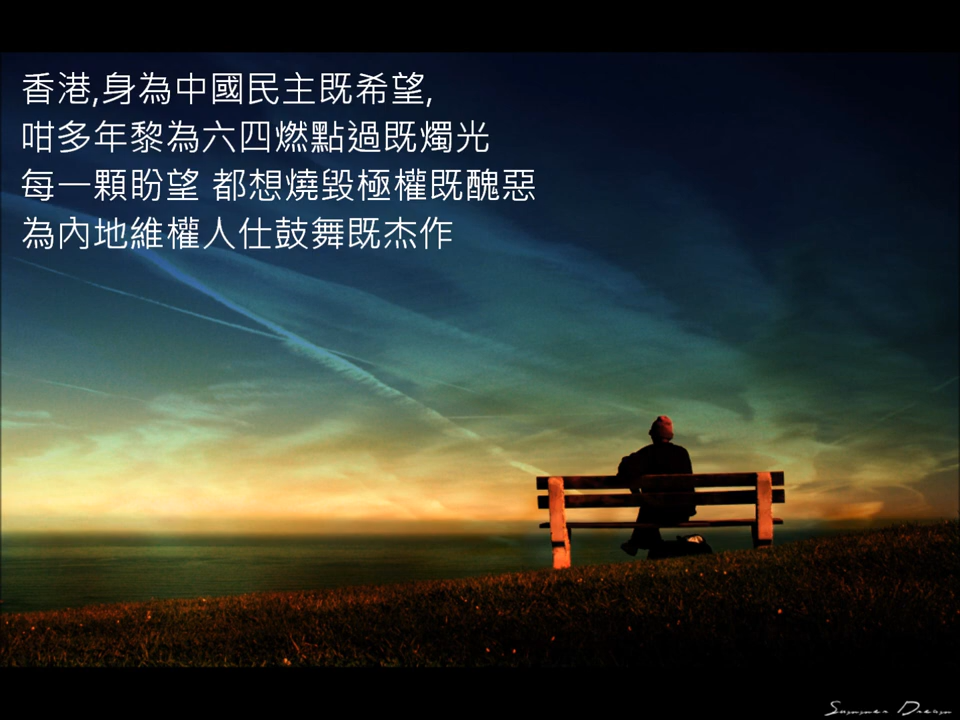 香港,身為中國民主既希望,
咁多年黎為六四燃點過既燭光
每一顆盼望 都想燒毀極權既醜惡
為內地維權人仕鼓舞既杰作
Summer Dream